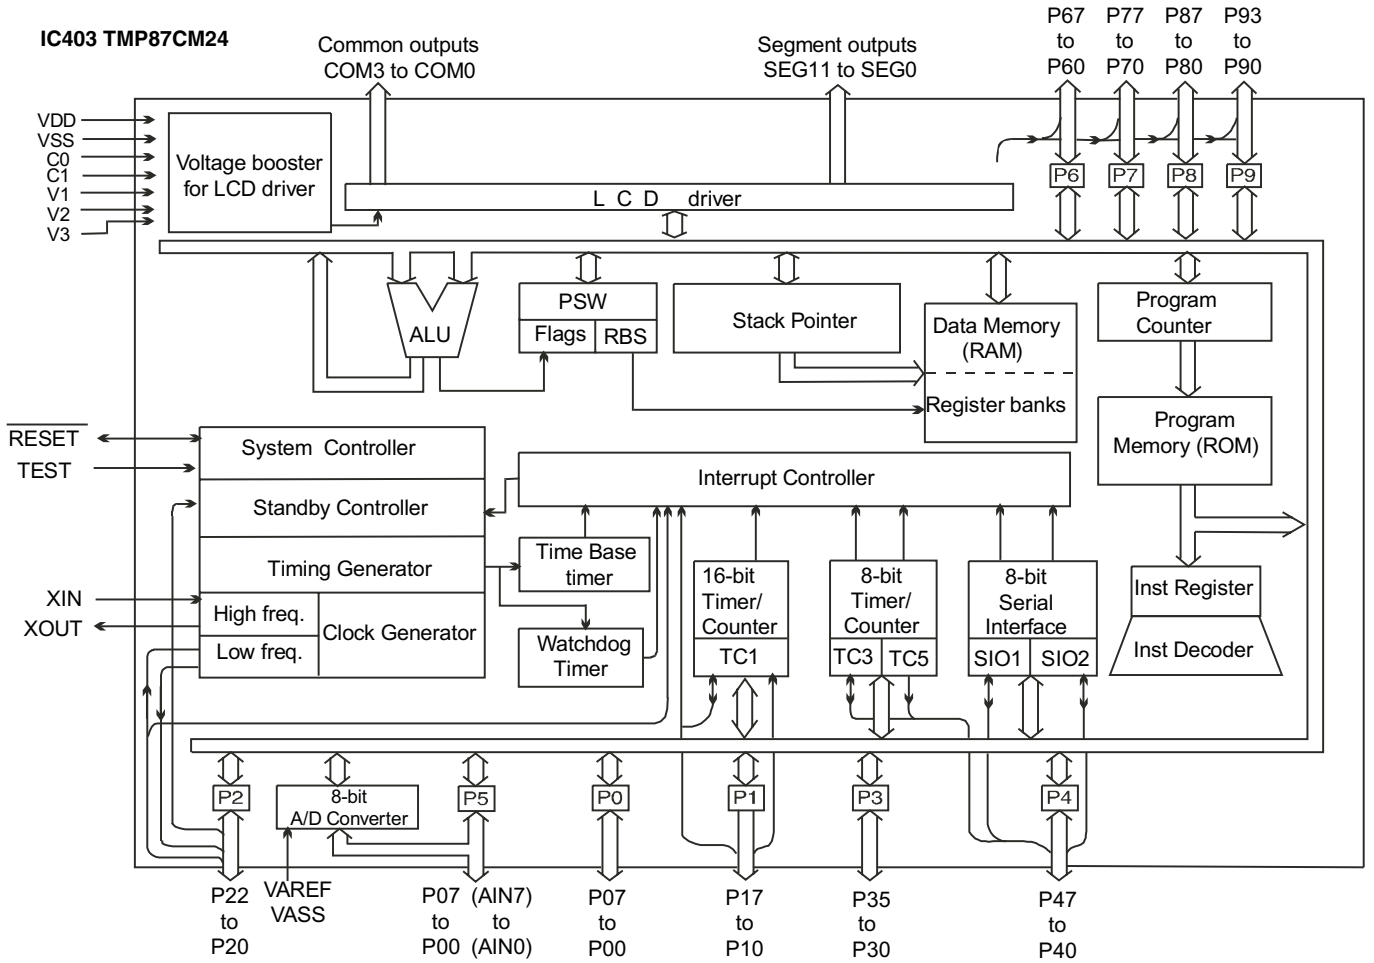 IC403 TMP87CM24
Common outputs
COM3 to COM0
Segment outputs
SEG11 to SEG0
P67
to
P60
P77
to
P70
P87
to
P80
P93
to
P90
VDD
VSS
C0
C1
V1
V2
V3
Voltage booster
for LCD driver
L C D driver
P6
P7
P8
P9
ALU
PSW
Flags
RBS
Stack Pointer
Data Memory
(RAM)
Register banks
Program
Counter
Program
Memory (ROM)
Inst Register
Inst Decoder
RESET
TEST
XIN
XOUT
System Controller
Standby Controller
Timing Generator
High freq.
Low freq.
Clock Generator
Interrupt Controller
Time Base
timer
Watchdog
Timer
16-bit
Timer/
Counter
TC1
8-bit
Timer/
Counter
TC3
TC5
8-bit
Serial
Interface
SIO1
SIO2
P2
8-bit
A/D Converter
P5
P0
P1
P3
P4
P22
to
P20
VAREF
VASS
P07 (AIN7)
to to
P00 (AIN0)
P07
to
P00
P17
to
P10
P35
to
P30
P47
to
P40